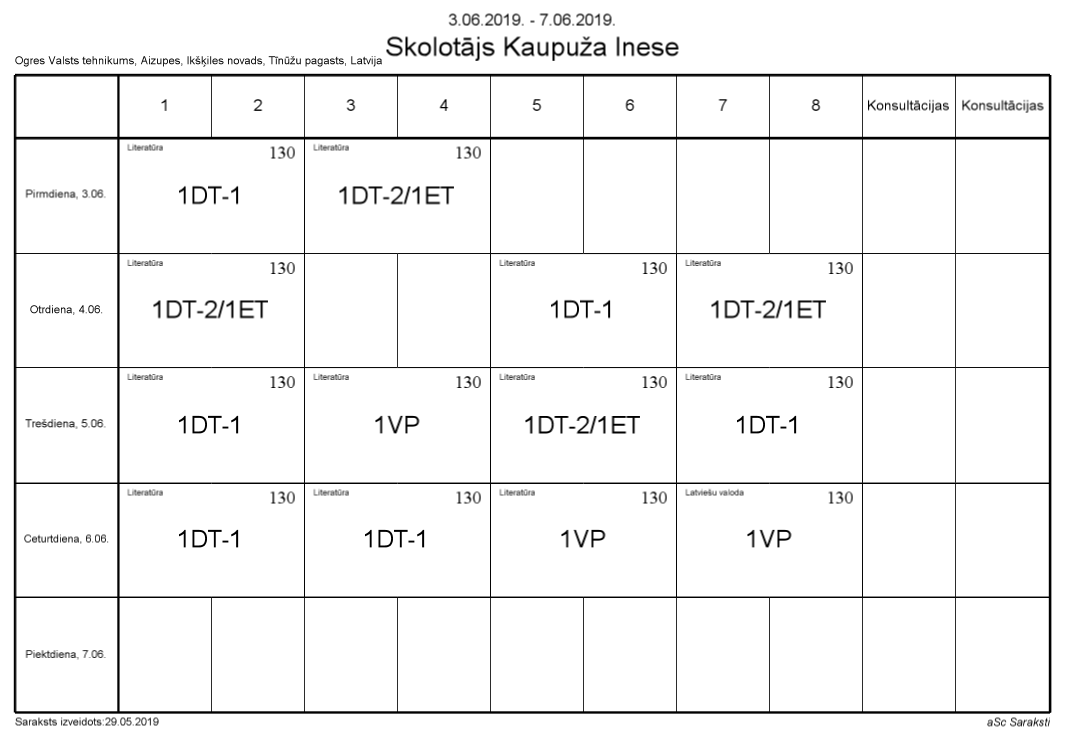 3.06.2019. - 7.06.2019.
Skolotājs Kaupuža Inese
Ogres Valsts tehnikums, Aizupes, Ikšķiles novads, Tīnūžu pagasts, Latvija
1 2 3 4 5 6 7 8 Konsultācijas Konsultācijas
Literatūra 130 Literatūra 130
Pirmdiena, 3.06. 1DT-1 1DT-2/1ET
Literatūra 130 Literatūra 130 Literatūra 130
Otrdiena, 4.06. 1DT-2/1ET 1DT-1 1DT-2/1ET
Literatūra 130 Literatūra 130 Literatūra 130 Literatūra 130
Trešdiena, 5.06. 1DT-1 1VP 1DT-2/1ET 1DT-1
Literatūra 130 Literatūra 130 Literatūra 130 Latviešu valoda 130
Ceturtdiena, 6.06. 1DT-1 1DT-1 1VP 1VP
Piektdiena, 7.06.
Saraksts izveidots:29.05.2019 aSc Saraksti